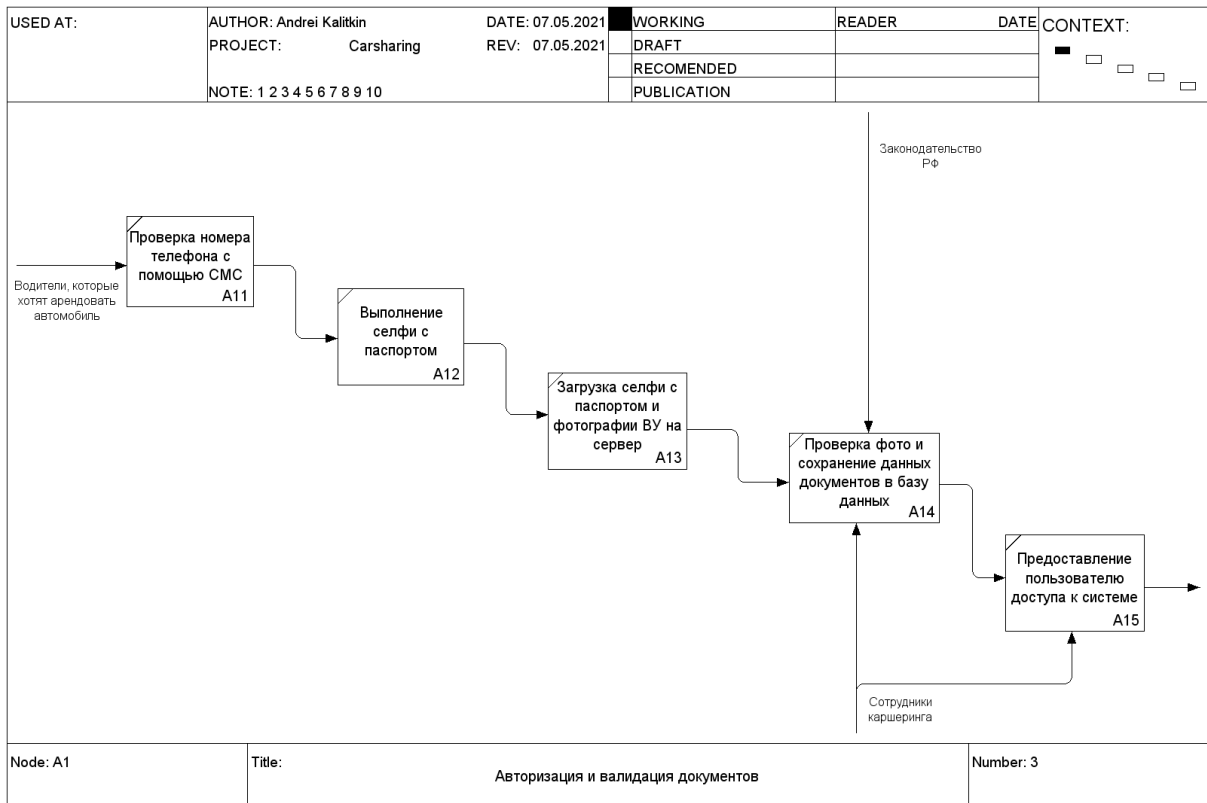 USED AT:
AUTHOR: Andrei Kalitkin
DATE: 07.05.2021
PROJECT: Carsharing
REV: 07.05.2021
NOTE: 1 2 3 4 5 6 7 8 9 10
WORKING
DRAFT
RECOMENDED
PUBLICATION
READER
DATE
CONTEXT:
Законодательство
РФ
Водители, которые
хотят арендовать
автомобиль
Проверка номера
телефона с
помощью СМС
A11
Выполнение
селфи с
паспортом
A12
Загрузка селфи с
паспортом и
фотографии ВУ на
сервер
A13
Проверка фото и
сохранение данных
документов в базу
данных
A14
Предоставление
пользователю
доступа к системе
A15
Сотрудники
каршеринга
Node: A1
Title:
Авторизация и валидация документов
Number: 3